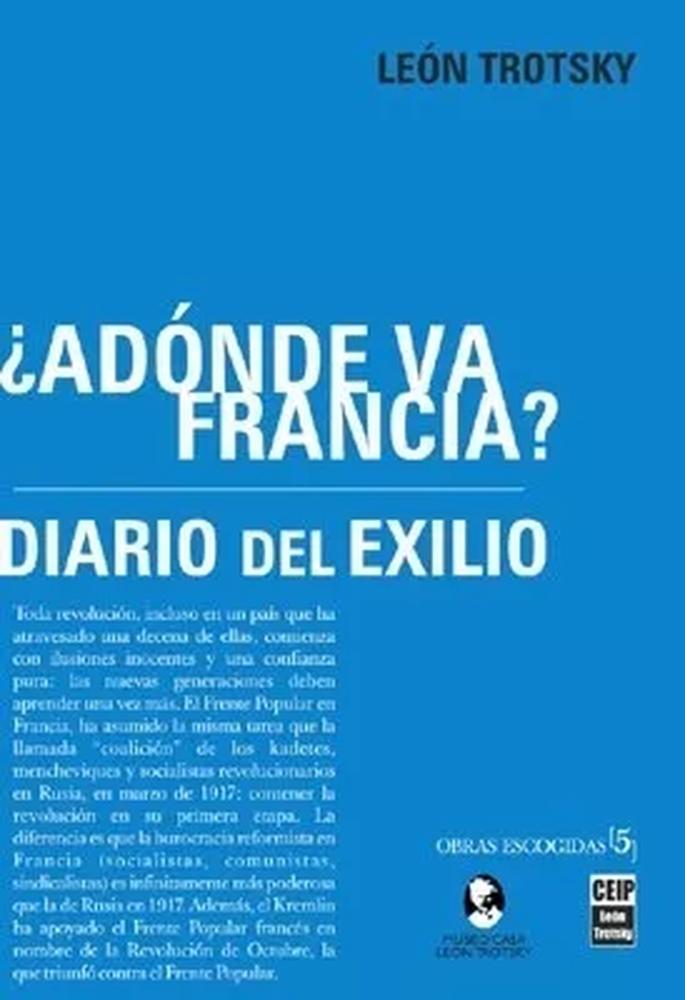 LEÓN TROTSKY
¿ADÓNDE VA
FRANCIA?
DIARIO DEL EXILIO
Toda revolución, incluso en un país que ha
atravesado una decena de ellas, comienza
con ilusiones inocentes y una confianza
pura: las nuevas generaciones deben
aprender una vez más. El Frente Popular en
Francia, ha asumido la misma tarea que la
llamada "coalición" de los kadetes,
mencheviques y socialistas revolucionarios
en Rusia, en marzo de 1917: contener la
revolución en su primera etapa. La
diferencia es que la burocracia reformista en
Francia (socialistas, comunistas,
sindicalistas) es infinitamente más poderosa
que la de Rusia en 1917. Además, el Kremlin
ha apoyado el Frente Popular francés en
nombre de la Revolución de Octubre, la
que triunfó contra el Frente Popular.
OBRAS ESCOGIDAS [5]
MUSEO CASA
LEÓN TROTSKY
CEIP
León
Trotsky